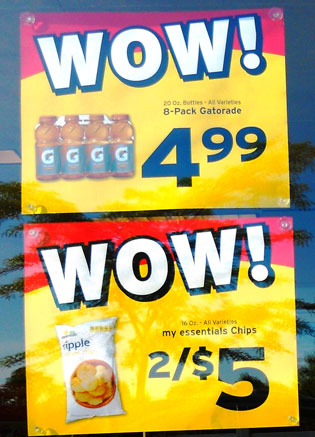 WOW!
20 Oz. Bottles - All Varieties
8-Pack Gatorade
4 99
G G G G
WOW!
16 Oz. - All Varieties
my essentials Chips
2/$5
ripple